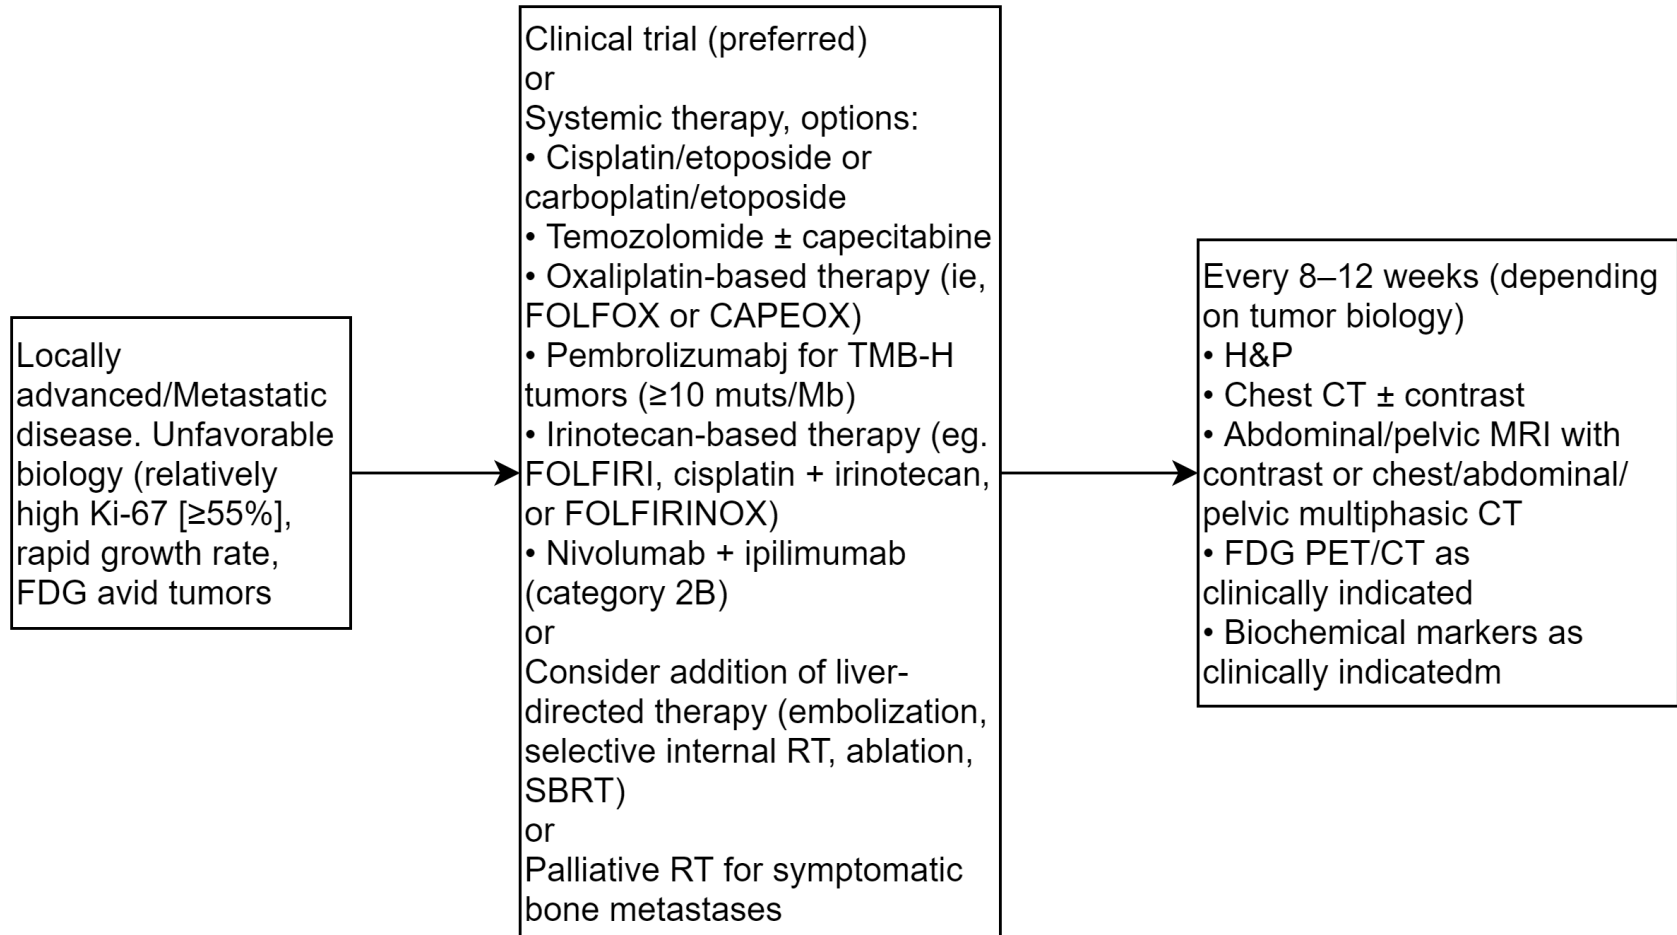 Locally
advanced/Metastatic
disease. Unfavorable
biology (relatively
high Ki-67 [≥55%],
rapid growth rate,
FDG avid tumors
Clinical trial (preferred)
or
Systemic therapy, options:
• Cisplatin/etoposide or
carboplatin/etoposide
• Temozolomide ± capecitabine
• Oxaliplatin-based therapy (ie,
FOLFOX or CAPEOX)
• Pembrolizumabj for TMB-H
tumors (≥10 muts/Mb)
• Irinotecan-based therapy (eg.
FOLFIRI, cisplatin + irinotecan,
or FOLFIRINOX)
• Nivolumab + ipilimumab
(category 2B)
or
Consider addition of liver-
directed therapy (embolization,
selective internal RT, ablation,
SBRT)
or
Palliative RT for symptomatic
bone metastases
Every 8–12 weeks (depending
on tumor biology)
• H&P
• Chest CT ± contrast
• Abdominal/pelvic MRI with
contrast or chest/abdominal/
pelvic multiphasic CT
• FDG PET/CT as
clinically indicated
• Biochemical markers as
clinically indicatedm